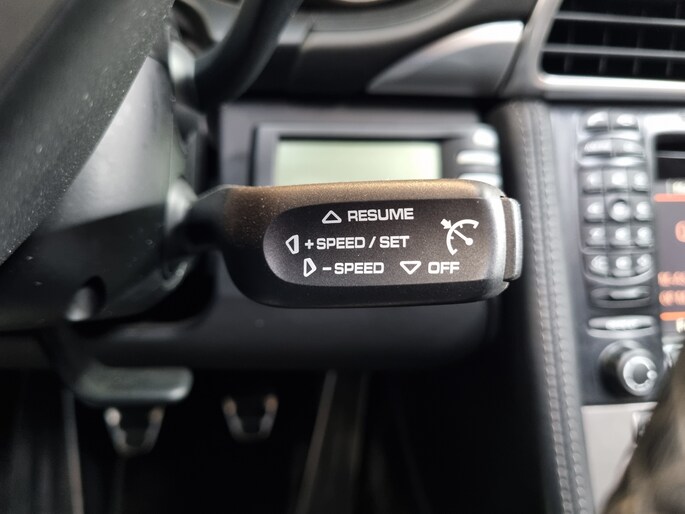 △ RESUME
+ SPEED / SET
- SPEED ▽ OFF